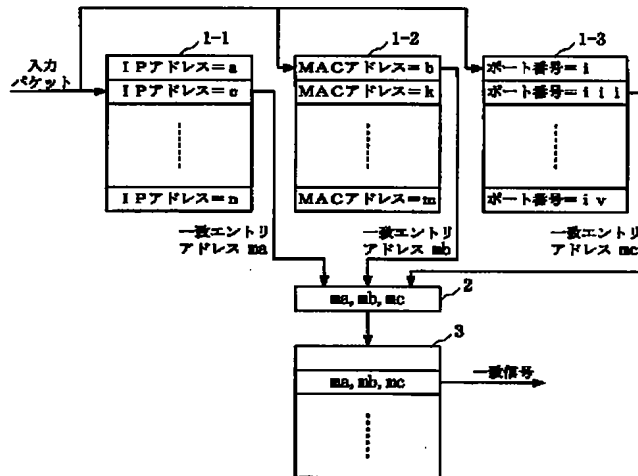 1-1
1-2
1-3
入力
パケット
IPアドレス=a
IPアドレス=c
IPアドレス=n
MACアドレス=b
MACアドレス=k
MACアドレス=m
ポート番号=i
ポート番号=iii
ポート番号=iv
一致エントリ
アドレス ma
一致エントリ
アドレス mb
一致エントリ
アドレス mc
ma, mb, mc
2
3
ma, mb, mc
一致信号